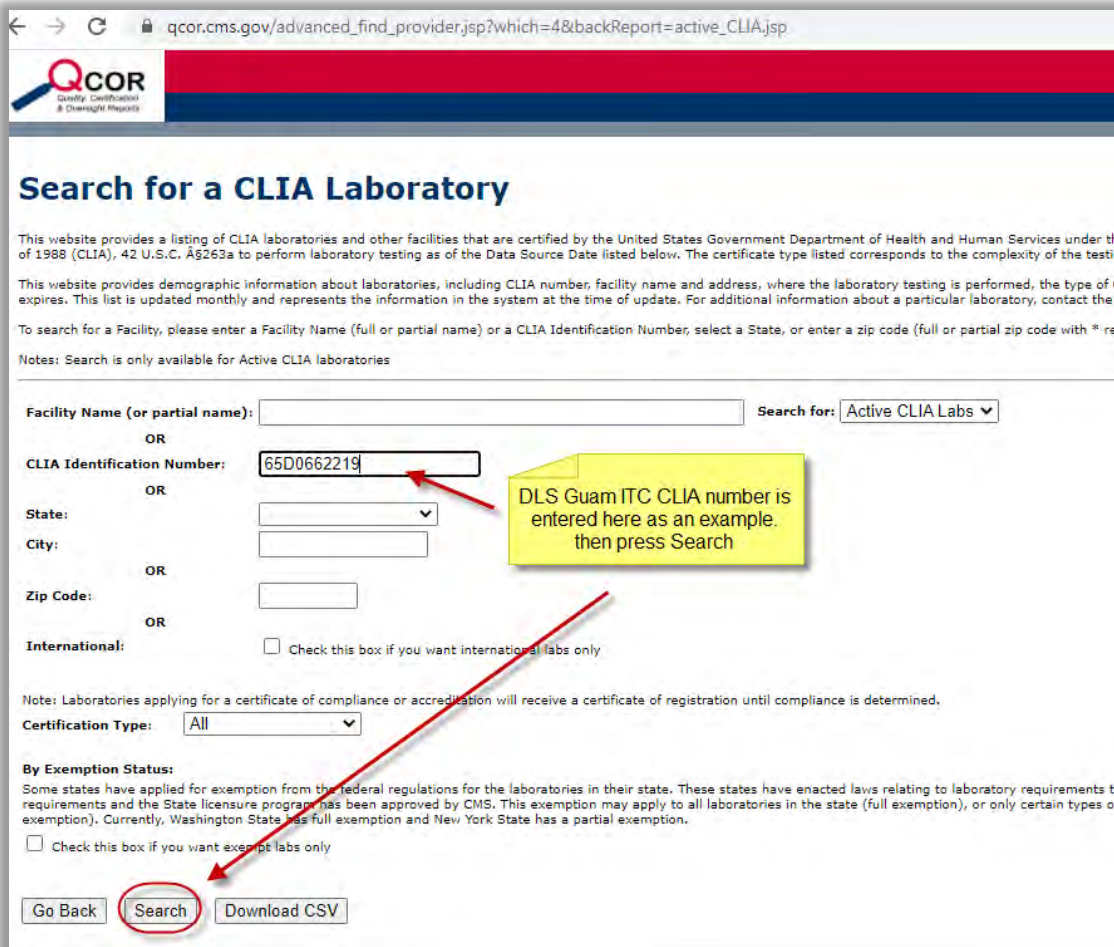 qcor.cms.gov/advanced_find_provider.jsp?which=4&backReport=active_CLIA.jsp
QCOR
Quality, Certification
& Oversight Reports
Search for a CLIA Laboratory
This website provides a listing of CLIA laboratories and other facilities that are certified by the United States Government Department of Health and Human Services under
of 1988 (CLIA), 42 U.S.C. Â§263a to perform laboratory testing as of the Data Source Date listed below. The certificate type listed corresponds to the complexity of the
This website provides demographic information about laboratories, including CLIA number, facility name and address, where the laboratory testing is performed, the type of
expires. This list is updated monthly and represents the information in the system at the time of update. For additional information about a particular laboratory, contact the
To search for a Facility, please enter a Facility Name (full or partial name) or a CLIA Identification Number, select a State, or enter a zip code (full or partial zip code with *
Notes: Search is only available for Active CLIA laboratories
Facility Name (or partial name): Search for: Active CLIA Labs
OR
CLIA Identification Number: 65D0662219
OR
DLS Guam ITC CLIA number is
entered here as an example.
then press Search
State:
City:
OR
Zip Code:
OR
International: Check this box if you want international labs only
Note: Laboratories applying for a certificate of compliance or accreditation will receive a certificate of registration until compliance is determined.
Certification Type: All
By Exemption Status:
Some states have applied for exemption from the federal regulations for the laboratories in their state. These states have enacted laws relating to laboratory requirements
requirements and the State licensure program has been approved by CMS. This exemption may apply to all laboratories in the state (full exemption), or only certain types
exemption). Currently, Washington State has full exemption and New York State has a partial exemption.
Check this box if you want exempt labs only
Go Back Search Download CSV